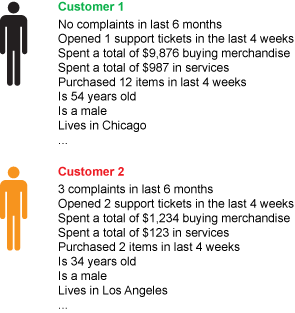 Customer 1
No complaints in last 6 months
Opened 1 support tickets in the last 4 weeks
Spent a total of $9,876 buying merchandise
Spent a total of $987 in services
Purchased 12 items in last 4 weeks
Is 54 years old
Is a male
Lives in Chicago
...
Customer 2
3 complaints in last 6 months
Opened 2 support tickets in the last 4 weeks
Spent a total of $1,234 buying merchandise
Spent a total of $123 in services
Purchased 2 items in last 4 weeks
Is 34 years old
Is a male
Lives in Los Angeles
...